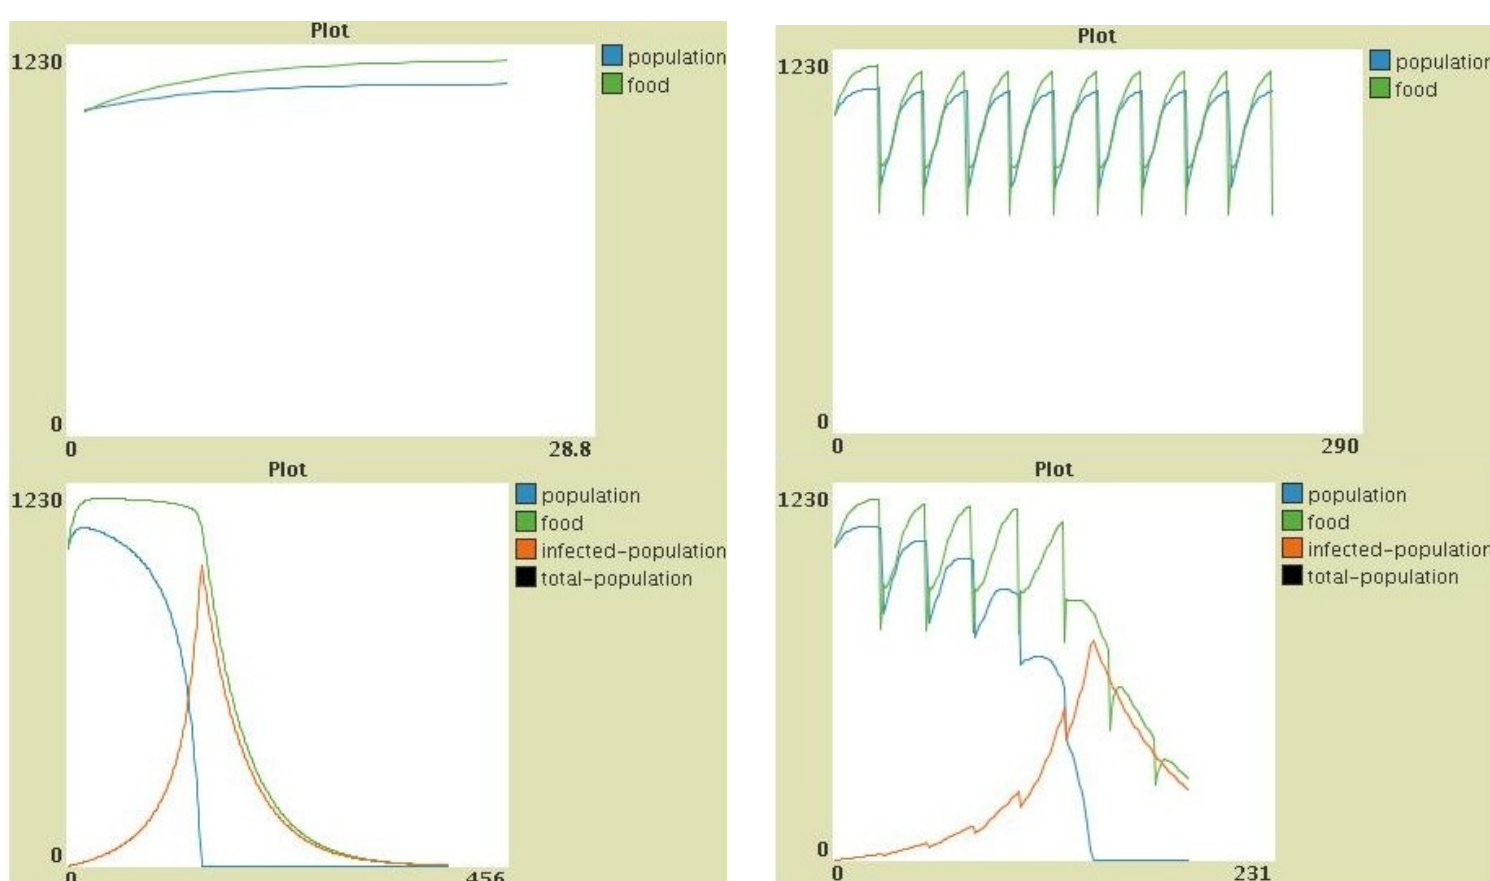 Plot
1230
population
food
0
0
28.8
Plot
1230
population
food
0
0
290
Plot
1230
population
food
infected-population
total-population
0
0
456
Plot
1230
population
food
infected-population
total-population
0
0
231